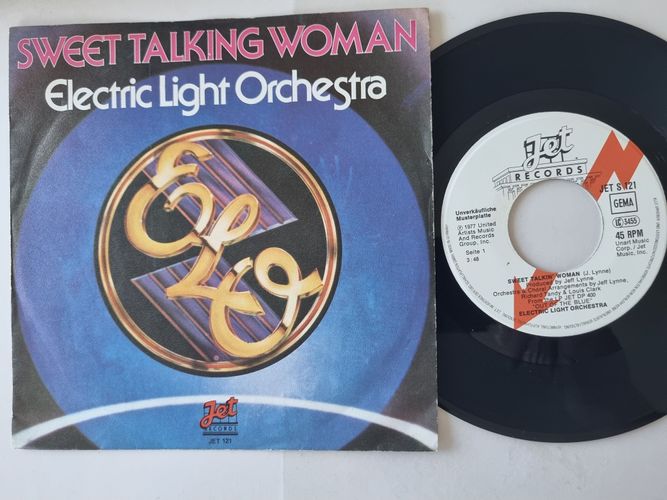 SWEET TALKING WOMAN
Electric Light Orchestra
ELO
Jet
RECORDS
JET 121
Jet
RECORDS
JET S 121
GEMA
LC 3455
45 RPM
Unart Music
Corp. / Jet
Music, Inc.
Unverkäufliche
Musterplatte
℗ 1977 United
Artists Music
And Records
Group, Inc.
Seite 1
3:48
SWEET TALKIN' WOMAN (J. Lynne)
Produced by Jeff Lynne,
Orchestra & Choral Arrangements by Jeff Lynne,
Richard Tandy & Louis Clark
From the LP JET DP 400
"OUT OF THE BLUE"
ELECTRIC LIGHT ORCHESTRA